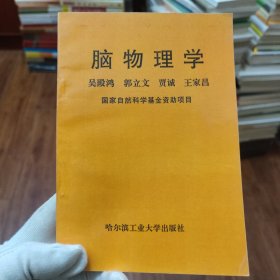 脑物理学
吴殿鸿 郭立文 贾诚 王家昌
国家自然科学基金资助项目
哈尔滨工业大学出版社